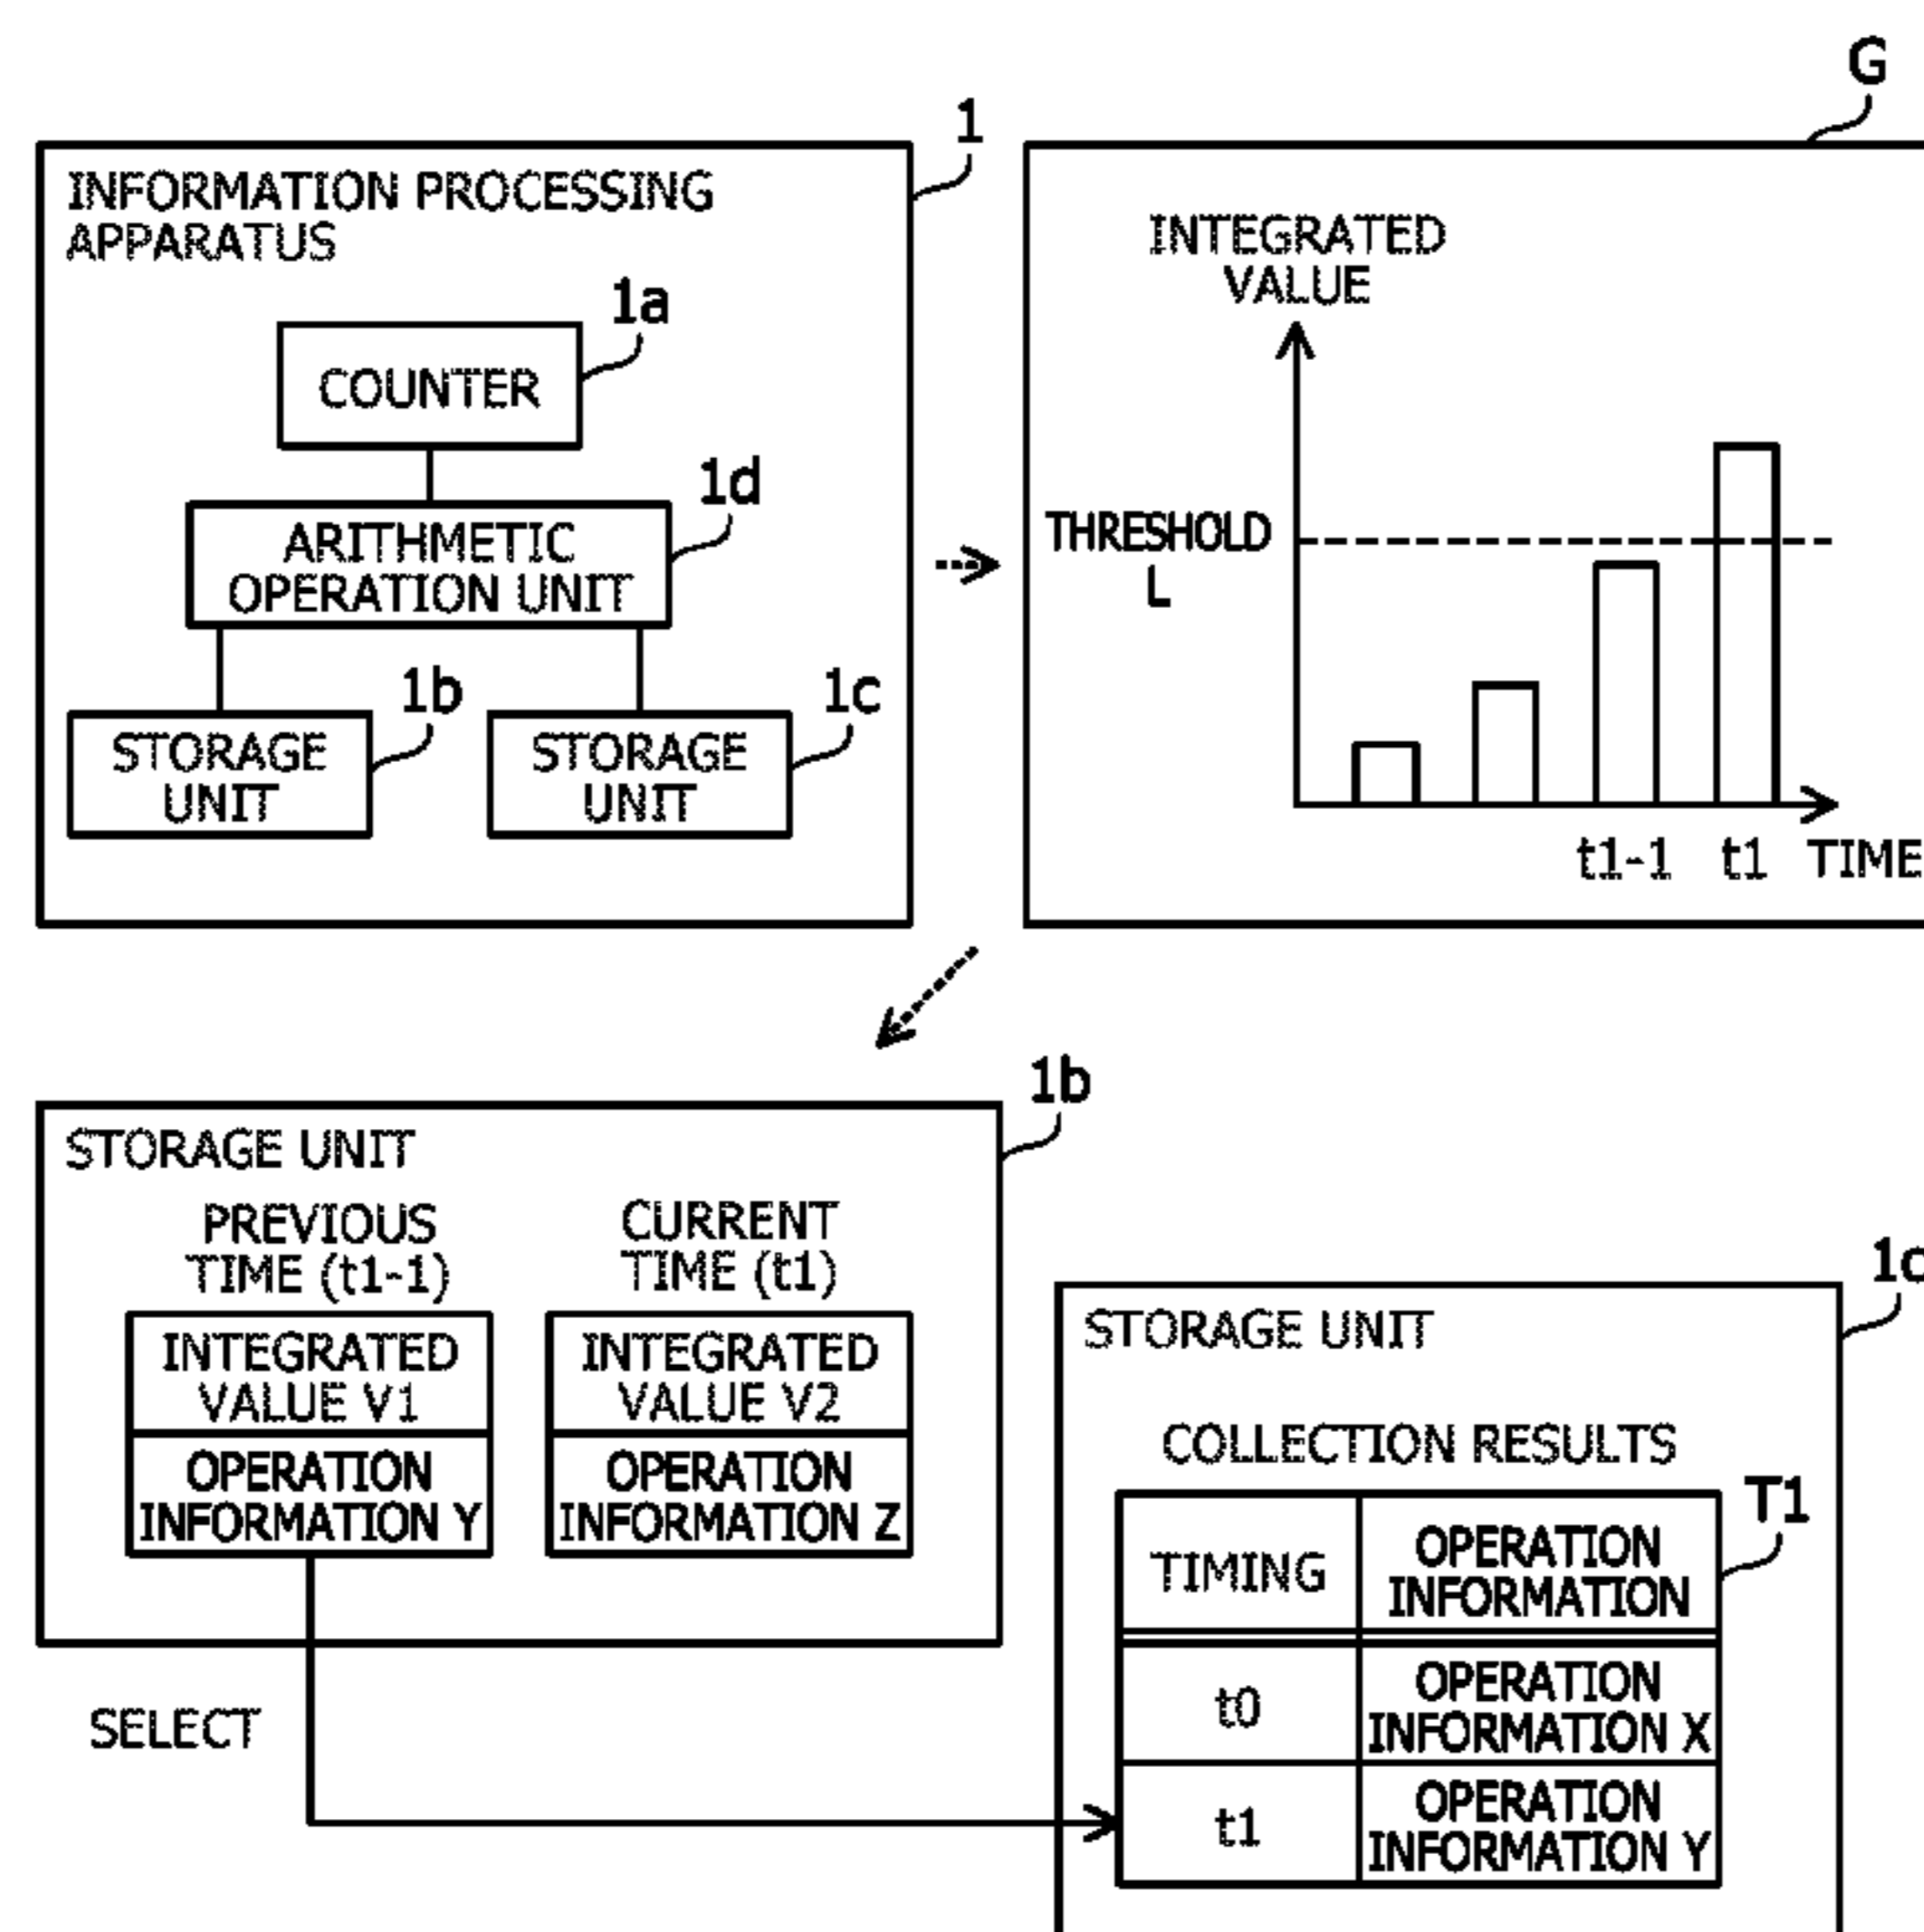 G
1
INFORMATION PROCESSING
APPARATUS
1a
COUNTER
1d
ARITHMETIC
OPERATION UNIT
1b
STORAGE
UNIT
1c
STORAGE
UNIT
INTEGRATED
VALUE
THRESHOLD
L
t1-1
t1
TIME
1b
STORAGE UNIT
PREVIOUS
TIME (t1-1)
INTEGRATED
VALUE V1
OPERATION
INFORMATION Y
CURRENT
TIME (t1)
INTEGRATED
VALUE V2
OPERATION
INFORMATION Z
SELECT
1c
STORAGE UNIT
COLLECTION RESULTS
T1
TIMING
OPERATION
INFORMATION
t0
OPERATION
INFORMATION X
t1
OPERATION
INFORMATION Y